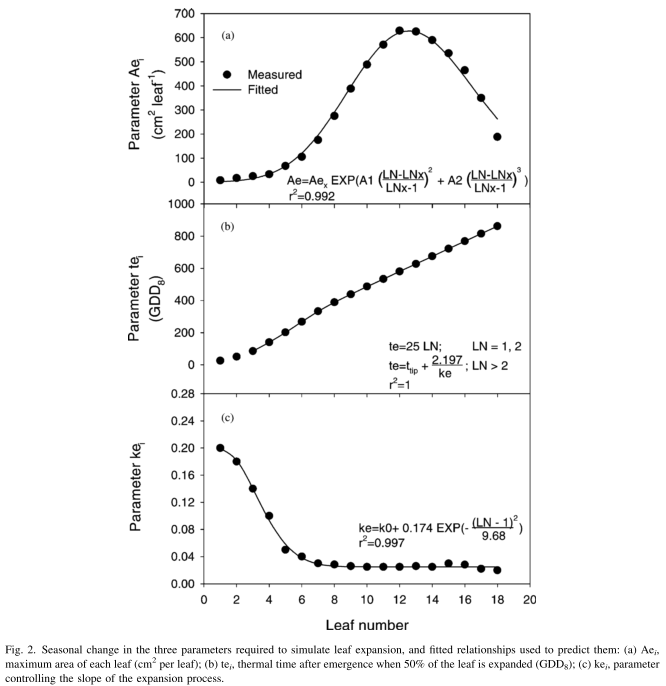 700
(a)
600
500
400
300
200
100
0
Parameter Ae_i
(cm² leaf⁻¹)
Measured
Fitted
Ae=Ae_x EXP(A1 ((LN-LNx)/(LNx-1))² + A2 ((LN-LNx)/(LNx-1))³ )
r²=0.992
1000
(b)
800
600
400
200
0
Parameter te_i
(GDD₈)
te=25 LN; LN = 1, 2
te=t_tip + 2.197/ke ; LN > 2
r²=1
0.28
(c)
0.24
0.20
0.16
0.12
0.08
0.04
0.00
Parameter ke_i
ke=k0+ 0.174 EXP(- (LN - 1)²/9.68)
r²=0.997
0 2 4 6 8 10 12 14 16 18 20
Leaf number
Fig. 2. Seasonal change in the three parameters required to simulate leaf expansion, and fitted relationships used to predict them: (a) Ae_i,
maximum area of each leaf (cm² per leaf); (b) te_i, thermal time after emergence when 50% of the leaf is expanded (GDD₈); (c) ke_i, parameter
controlling the slope of the expansion process.